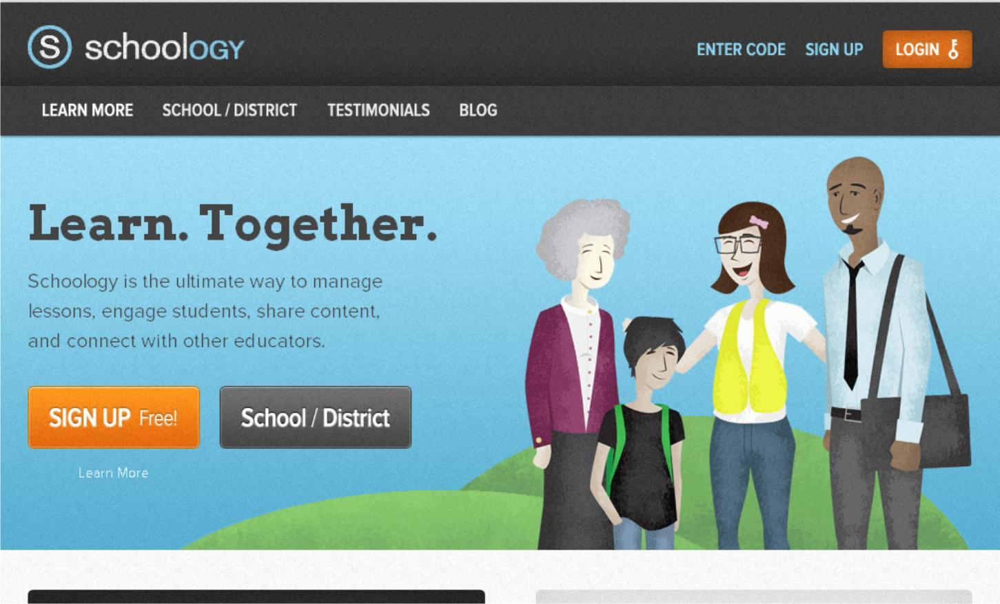 S schoology
ENTER CODE SIGN UP LOGIN
LEARN MORE SCHOOL / DISTRICT TESTIMONIALS BLOG
Learn. Together.
Schoology is the ultimate way to manage
lessons, engage students, share content,
and connect with other educators.
SIGN UP Free! School / District
Learn More